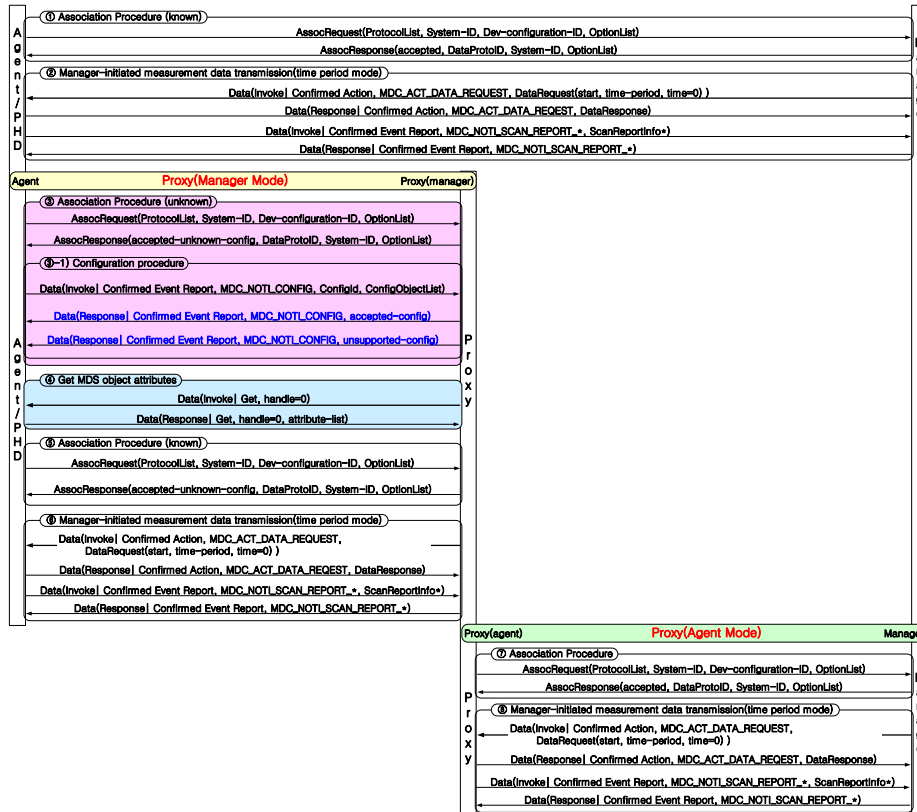 ① Association Procedure (known)
AssocRequest(ProtocolList, System-ID, Dev-configuration-ID, OptionList)
AssocResponse(accepted, DataProtoID, System-ID, OptionList)
② Manager-initiated measurement data transmission(time period mode)
Data(Invoke| Confirmed Action, MDC_ACT_DATA_REQUEST, DataRequest(start, time-period, time=0) )
Data(Response| Confirmed Action, MDC_ACT_DATA_REQEST, DataResponse)
Data(Invoke| Confirmed Event Report, MDC_NOTI_SCAN_REPORT_*, ScanReportInfo*)
Data(Response| Confirmed Event Report, MDC_NOTI_SCAN_REPORT_*)
Agent/PHD
Agent
Proxy(Manager Mode)
Proxy(manager)
③ Association Procedure (unknown)
AssocRequest(ProtocolList, System-ID, Dev-configuration-ID, OptionList)
AssocResponse(accepted-unknown-config, DataProtoID, System-ID, OptionList)
③-1) Configuration procedure
Data(Invoke| Confirmed Event Report, MDC_NOTI_CONFIG, ConfigId, ConfigObjectList)
Data(Response| Confirmed Event Report, MDC_NOTI_CONFIG, accepted-config)
Data(Response| Confirmed Event Report, MDC_NOTI_CONFIG, unsupported-config)
Agent/PHD
Proxy
④ Get MDS object attributes
Data(Invoke| Get, handle=0)
Data(Response| Get, handle=0, attribute-list)
⑤ Association Procedure (known)
AssocRequest(ProtocolList, System-ID, Dev-configuration-ID, OptionList)
AssocResponse(accepted-unknown-config, DataProtoID, System-ID, OptionList)
⑥ Manager-initiated measurement data transmission(time period mode)
Data(Invoke| Confirmed Action, MDC_ACT_DATA_REQUEST,
DataRequest(start, time-period, time=0) )
Data(Response| Confirmed Action, MDC_ACT_DATA_REQEST, DataResponse)
Data(Invoke| Confirmed Event Report, MDC_NOTI_SCAN_REPORT_*, ScanReportInfo*)
Data(Response| Confirmed Event Report, MDC_NOTI_SCAN_REPORT_*)
Proxy(agent)
Proxy(Agent Mode)
Manage
⑦ Association Procedure
AssocRequest(ProtocolList, System-ID, Dev-configuration-ID, OptionList)
AssocResponse(accepted, DataProtoID, System-ID, OptionList)
Proxy
⑧ Manager-initiated measurement data transmission(time period mode)
Data(Invoke| Confirmed Action, MDC_ACT_DATA_REQUEST,
DataRequest(start, time-period, time=0) )
Data(Response| Confirmed Action, MDC_ACT_DATA_REQEST, DataResponse)
Data(Invoke| Confirmed Event Report, MDC_NOTI_SCAN_REPORT_*, ScanReportInfo*)
Data(Response| Confirmed Event Report, MDC_NOTI_SCAN_REPORT_*)